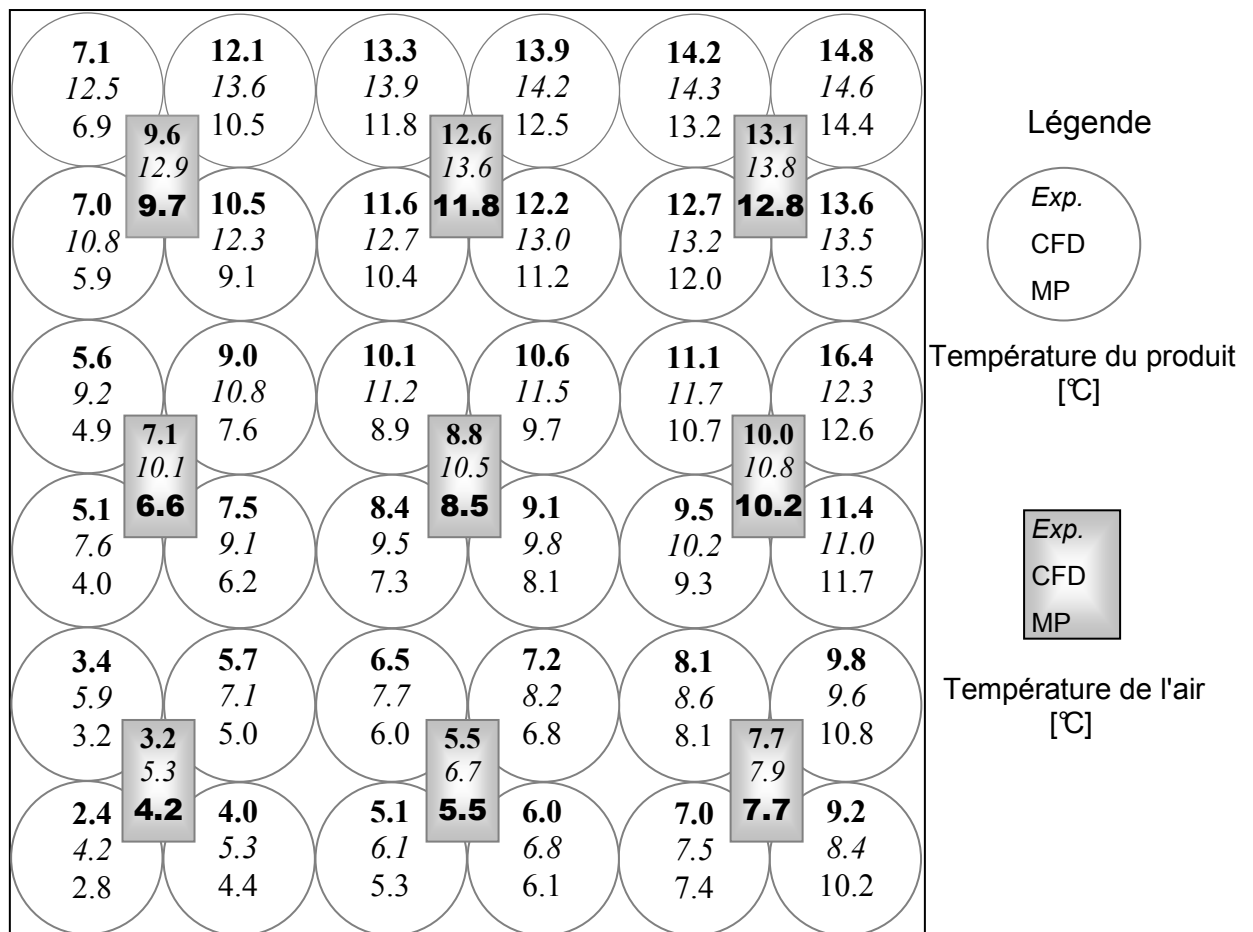 7.1 12.1 13.3 13.9 14.2 14.8
12.5 13.6 13.9 14.2 14.3 14.6
6.9 10.5 11.8 12.5 13.2 14.4
9.6 12.6 13.1
12.9 13.6 13.8
9.7 11.8 12.8
7.0 10.5 11.6 12.2 12.7 13.6
10.8 12.3 12.7 13.0 13.2 13.5
5.9 9.1 10.4 11.2 12.0 13.5
5.6 9.0 10.1 10.6 11.1 16.4
9.2 10.8 11.2 11.5 11.7 12.3
4.9 7.6 8.9 9.7 10.7 12.6
7.1 8.8 10.0
10.1 10.5 10.8
6.6 8.5 10.2
5.1 7.5 8.4 9.1 9.5 11.4
7.6 9.1 9.5 9.8 10.2 11.0
4.0 6.2 7.3 8.1 9.3 11.7
3.4 5.7 6.5 7.2 8.1 9.8
5.9 7.1 7.7 8.2 8.6 9.6
3.2 5.0 6.0 6.8 8.1 10.8
3.2 5.5 7.7
5.3 6.7 7.9
4.2 5.5 7.7
2.4 4.0 5.1 6.0 7.0 9.2
4.2 5.3 6.1 6.8 7.5 8.4
2.8 4.4 5.3 6.1 7.4 10.2
Légende
Exp.
CFD
MP
Température du produit
[°C]
Exp.
CFD
MP
Température de l'air
[°C]